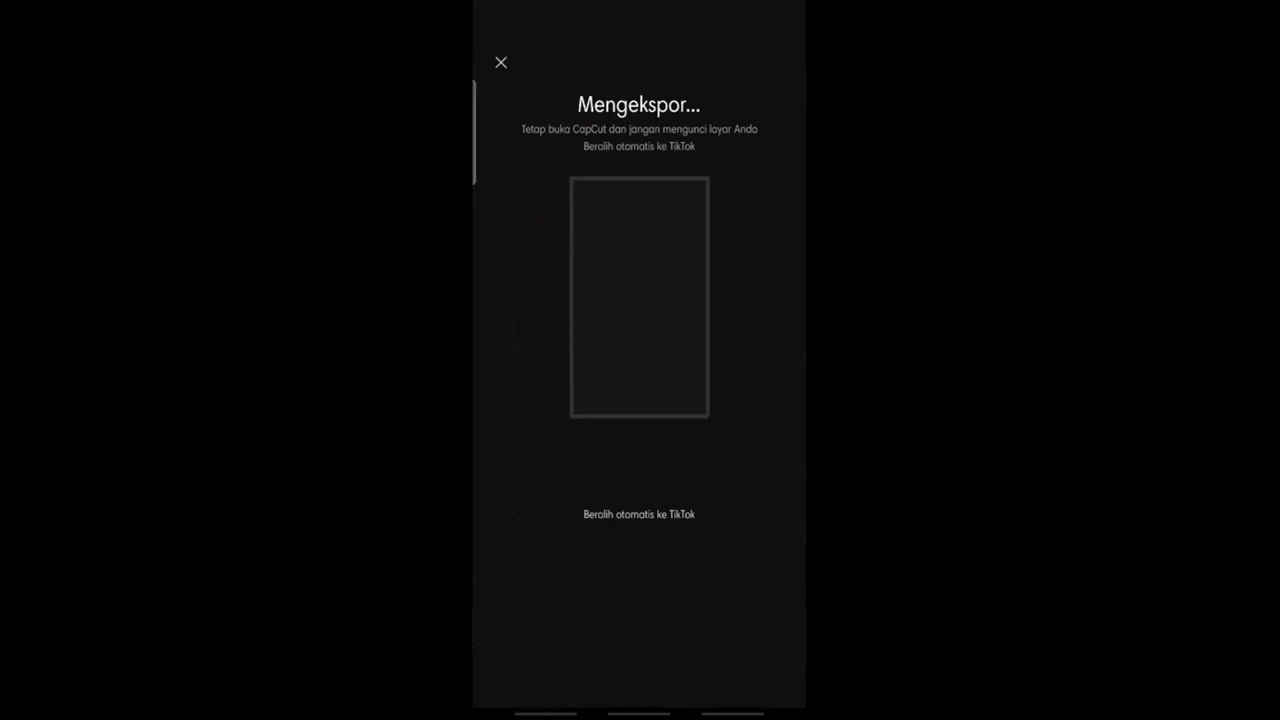 Mengekspor...
Tetap buka CapCut dan jangan mengunci layar Anda
Beralih otomatis ke TikTok
Beralih otomatis ke TikTok